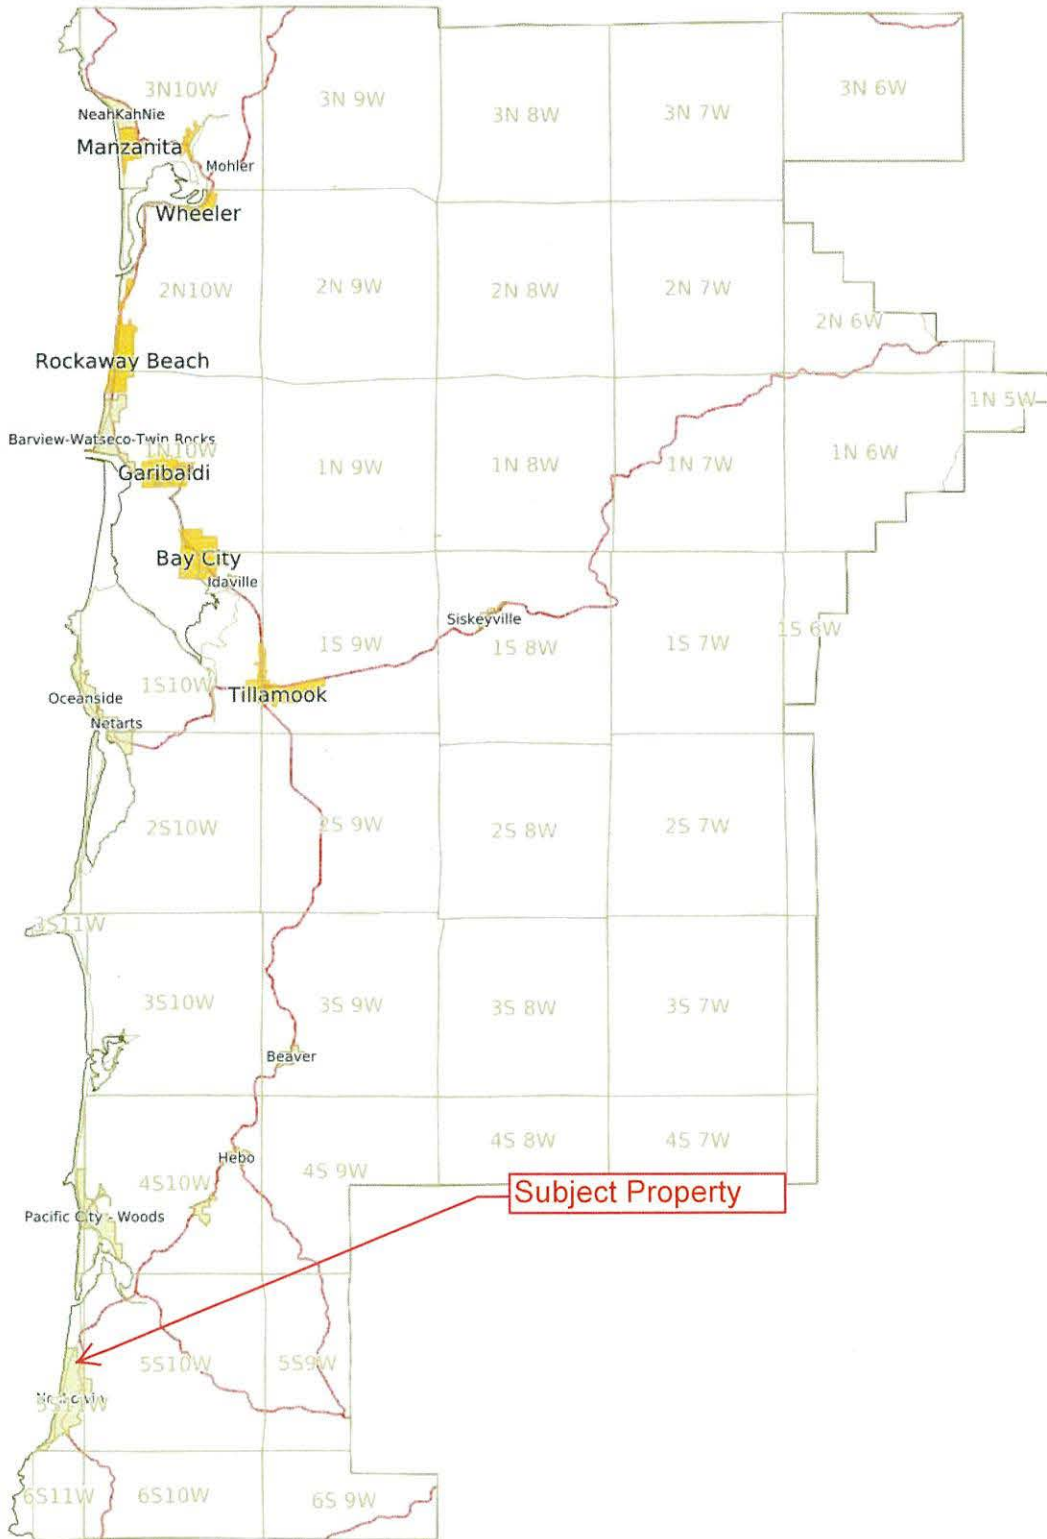 3N10W
3N 9W
3N 8W
3N 7W
3N 6W
NeahKahNie
Manzanita
Mohler
Wheeler
2N10W
2N 9W
2N 8W
2N 7W
2N 6W
Rockaway Beach
1N 5W
Barview-Watseco-Twin Rocks
1N10W
Garibaldi
1N 9W
1N 8W
1N 7W
1N 6W
Bay City
Idaville
Siskeyville
1S 9W
1S 8W
1S 7W
1S 6W
1S10W
Oceanside
Tillamook
Netarts
2S10W
2S 9W
2S 8W
2S 7W
3S11W
3S10W
3S 9W
3S 8W
3S 7W
Beaver
4S 8W
4S 7W
Hebo
4S10W
4S 9W
Subject Property
Pacific City - Woods
5S10W
5S9W
6S11W
6S10W
6S 9W